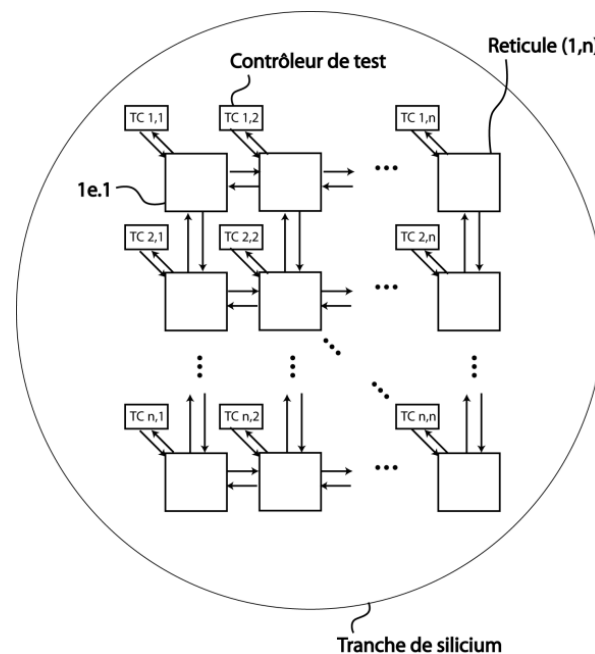 Reticule (1,n)
Contrôleur de test
TC 1,1
TC 1,2
TC 1,n
1e.1
TC 2,1
TC 2,2
TC 2,n
TC n,1
TC n,2
TC n,n
Tranche de silicium